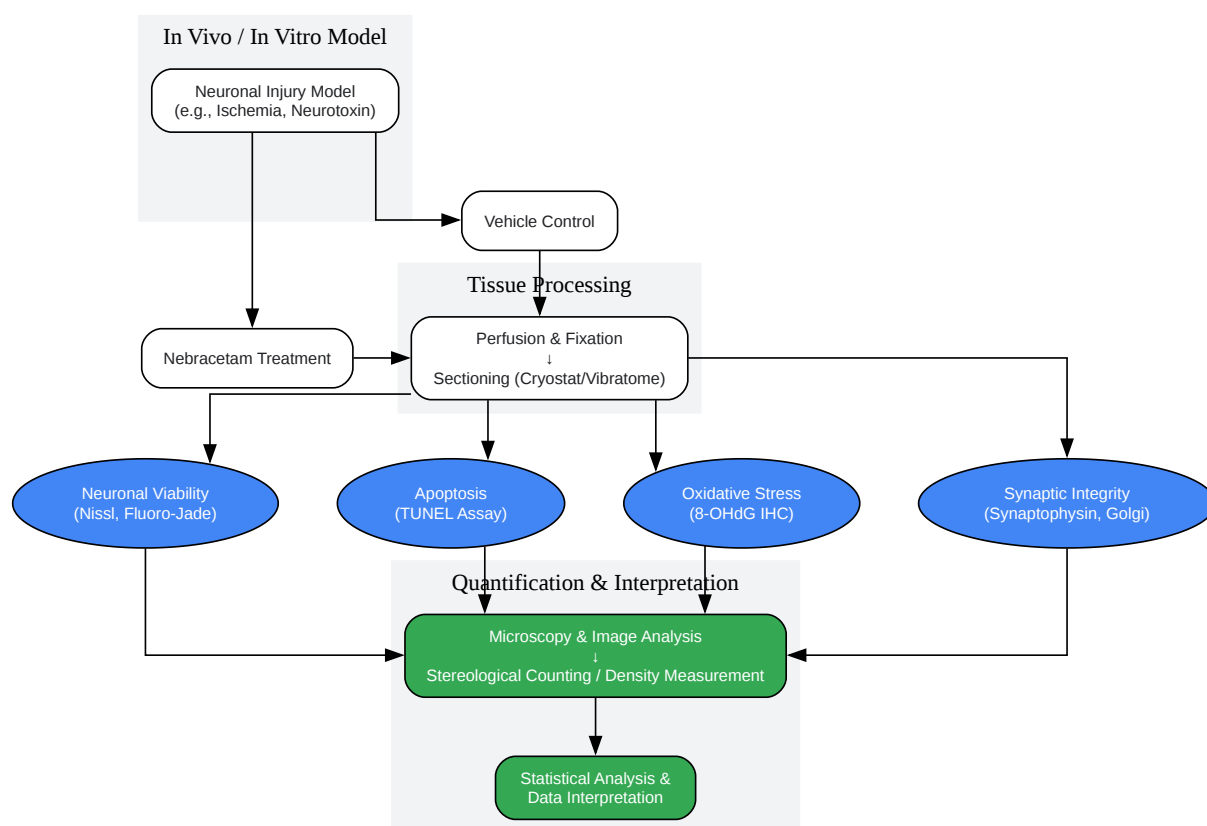 In Vivo / In Vitro Model
Neuronal Injury Model
(e.g., Ischemia, Neurotoxin)
Vehicle Control
Tissue Processing
Nebracetam Treatment
Perfusion & Fixation
↓
Sectioning (Cryostat/Vibratome)
Neuronal Viability
(Nissl, Fluoro-Jade)
Apoptosis
(TUNEL Assay)
Oxidative Stress
(8-OHdG IHC)
Synaptic Integrity
(Synaptophysin, Golgi)
Quantification & Interpretation
Microscopy & Image Analysis
↓
Stereological Counting / Density Measurement
Statistical Analysis &
Data Interpretation